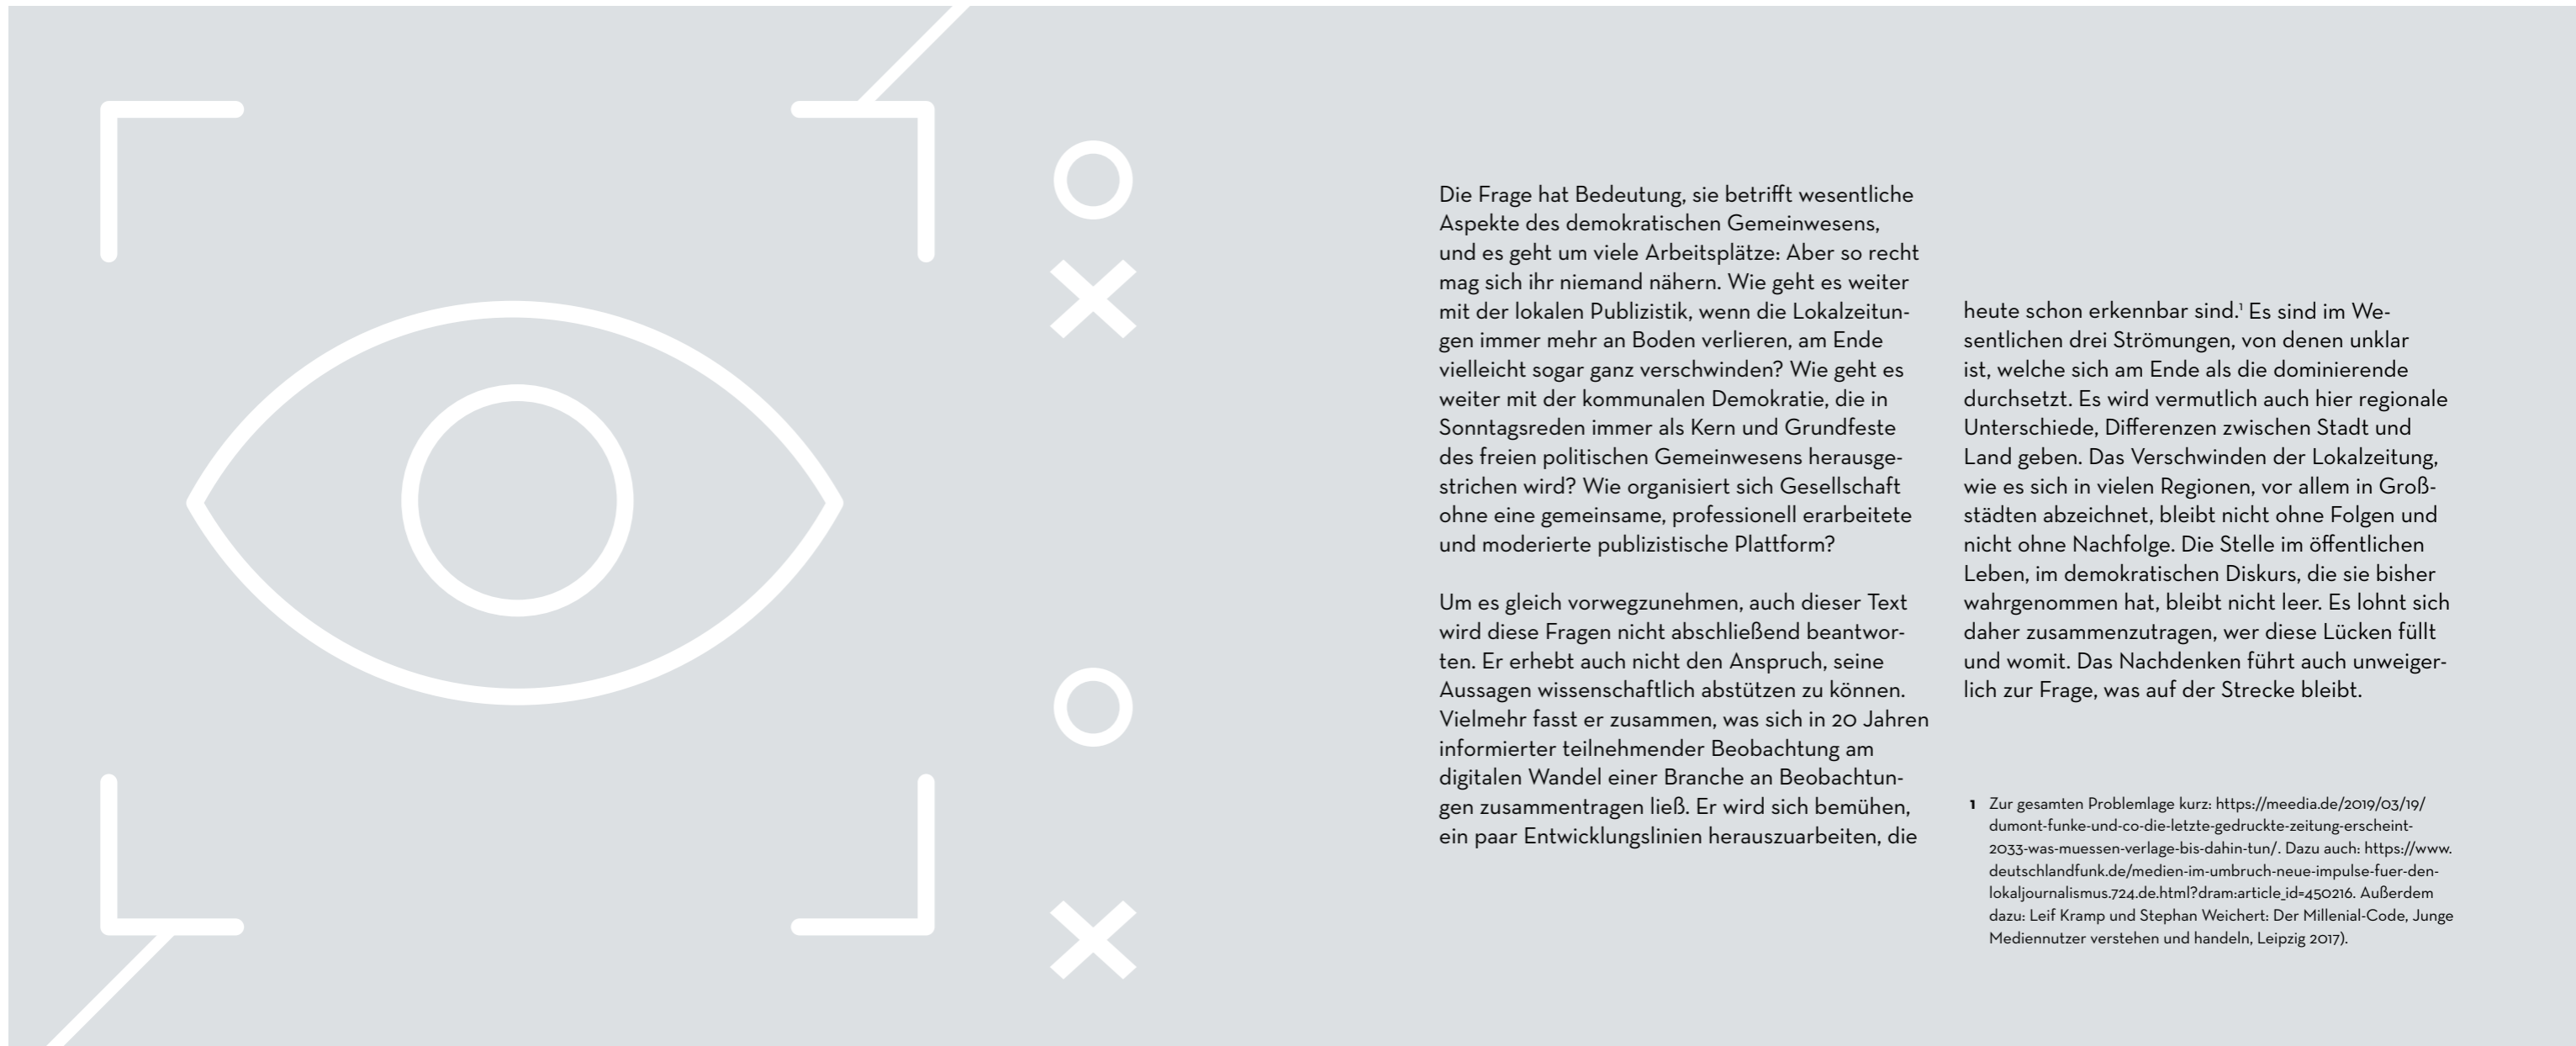 Die Frage hat Bedeutung, sie betrifft wesentliche
Aspekte des demokratischen Gemeinwesens,
und es geht um viele Arbeitsplätze: Aber so recht
mag sich ihr niemand nähern. Wie geht es weiter
mit der lokalen Publizistik, wenn die Lokalzeitun-
gen immer mehr an Boden verlieren, am Ende
vielleicht sogar ganz verschwinden? Wie geht es
weiter mit der kommunalen Demokratie, die in
Sonntagsreden immer als Kern und Grundfeste
des freien politischen Gemeinwesens herausge-
strichen wird? Wie organisiert sich Gesellschaft
ohne eine gemeinsame, professionell erarbeitete
und moderierte publizistische Plattform?
Um es gleich vorwegzunehmen, auch dieser Text
wird diese Fragen nicht abschließend beantwor-
ten. Er erhebt auch nicht den Anspruch, seine
Aussagen wissenschaftlich abstützen zu können.
Vielmehr fasst er zusammen, was sich in 20 Jahren
informierter teilnehmender Beobachtung am
digitalen Wandel einer Branche an Beobachtun-
gen zusammentragen ließ. Er wird sich bemühen,
ein paar Entwicklungslinien herauszuarbeiten, die
heute schon erkennbar sind.¹ Es sind im We-
sentlichen drei Strömungen, von denen unklar
ist, welche sich am Ende als die dominierende
durchsetzt. Es wird vermutlich auch hier regionale
Unterschiede, Differenzen zwischen Stadt und
Land geben. Das Verschwinden der Lokalzeitung,
wie es sich in vielen Regionen, vor allem in Groß-
städten abzeichnet, bleibt nicht ohne Folgen und
nicht ohne Nachfolge. Die Stelle im öffentlichen
Leben, im demokratischen Diskurs, die sie bisher
wahrgenommen hat, bleibt nicht leer. Es lohnt sich
daher zusammenzutragen, wer diese Lücken füllt
und womit. Das Nachdenken führt auch unweiger-
lich zur Frage, was auf der Strecke bleibt.
1 Zur gesamten Problemlage kurz: https://meedia.de/2019/03/19/
dumont-funke-und-co-die-letzte-gedruckte-zeitung-erscheint-
2033-was-muessen-verlage-bis-dahin-tun/. Dazu auch: https://www.
deutschlandfunk.de/medien-im-umbruch-neue-impulse-fuer-den-
lokaljournalismus.724.de.html?dram:article_id=450216. Außerdem
dazu: Leif Kramp und Stephan Weichert: Der Millenial-Code, Junge
Mediennutzer verstehen und handeln, Leipzig 2017).